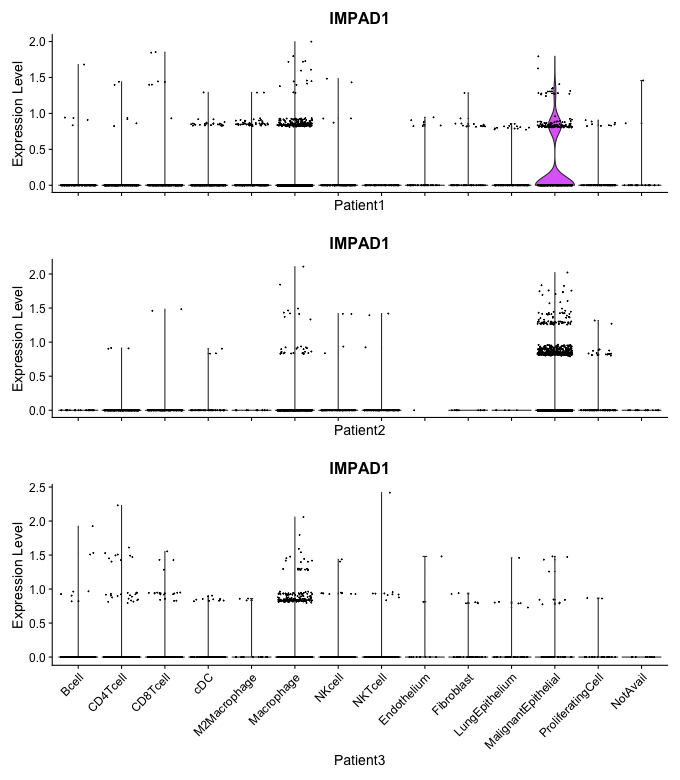 IMPAD1
2.0
1.5
1.0
0.5
0.0
Expression Level
Patient1
IMPAD1
2.0
1.5
1.0
0.5
0.0
Expression Level
Patient2
IMPAD1
2.5
2.0
1.5
1.0
0.5
0.0
Expression Level
Bcell
CD4Tcell
CD8Tcell
cDC
M2Macrophage
Macrophage
NKcell
NKTcell
Endothelium
Fibroblast
LungEpithelium
MalignantEpithelial
ProliferatingCell
NotAvail
Patient3